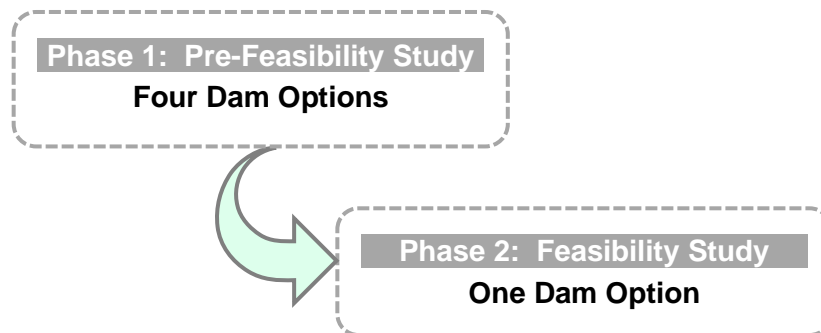 Phase 1: Pre-Feasibility Study
Four Dam Options
Phase 2: Feasibility Study
One Dam Option